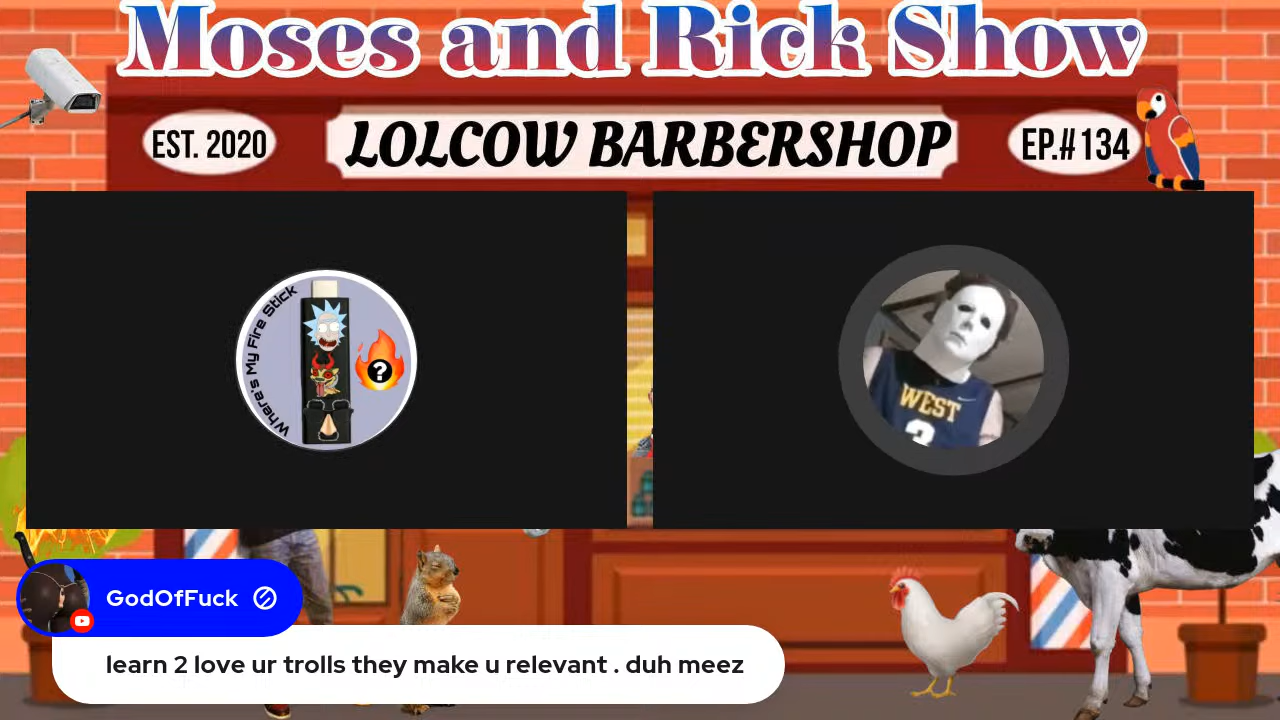 Moses and Rick Show
EST. 2020
LOLCOW BARBERSHOP
EP.#134
Where's My Fire Stick
?
WEST
3
GodOfFuck
learn 2 love ur trolls they make u relevant . duh meez